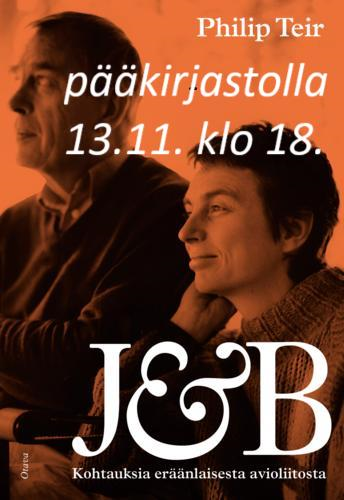 Philip Teir
pääkirjastolla
13.11. klo 18.
J&B
Kohtauksia eräänlaisesta avioliitosta
Otava